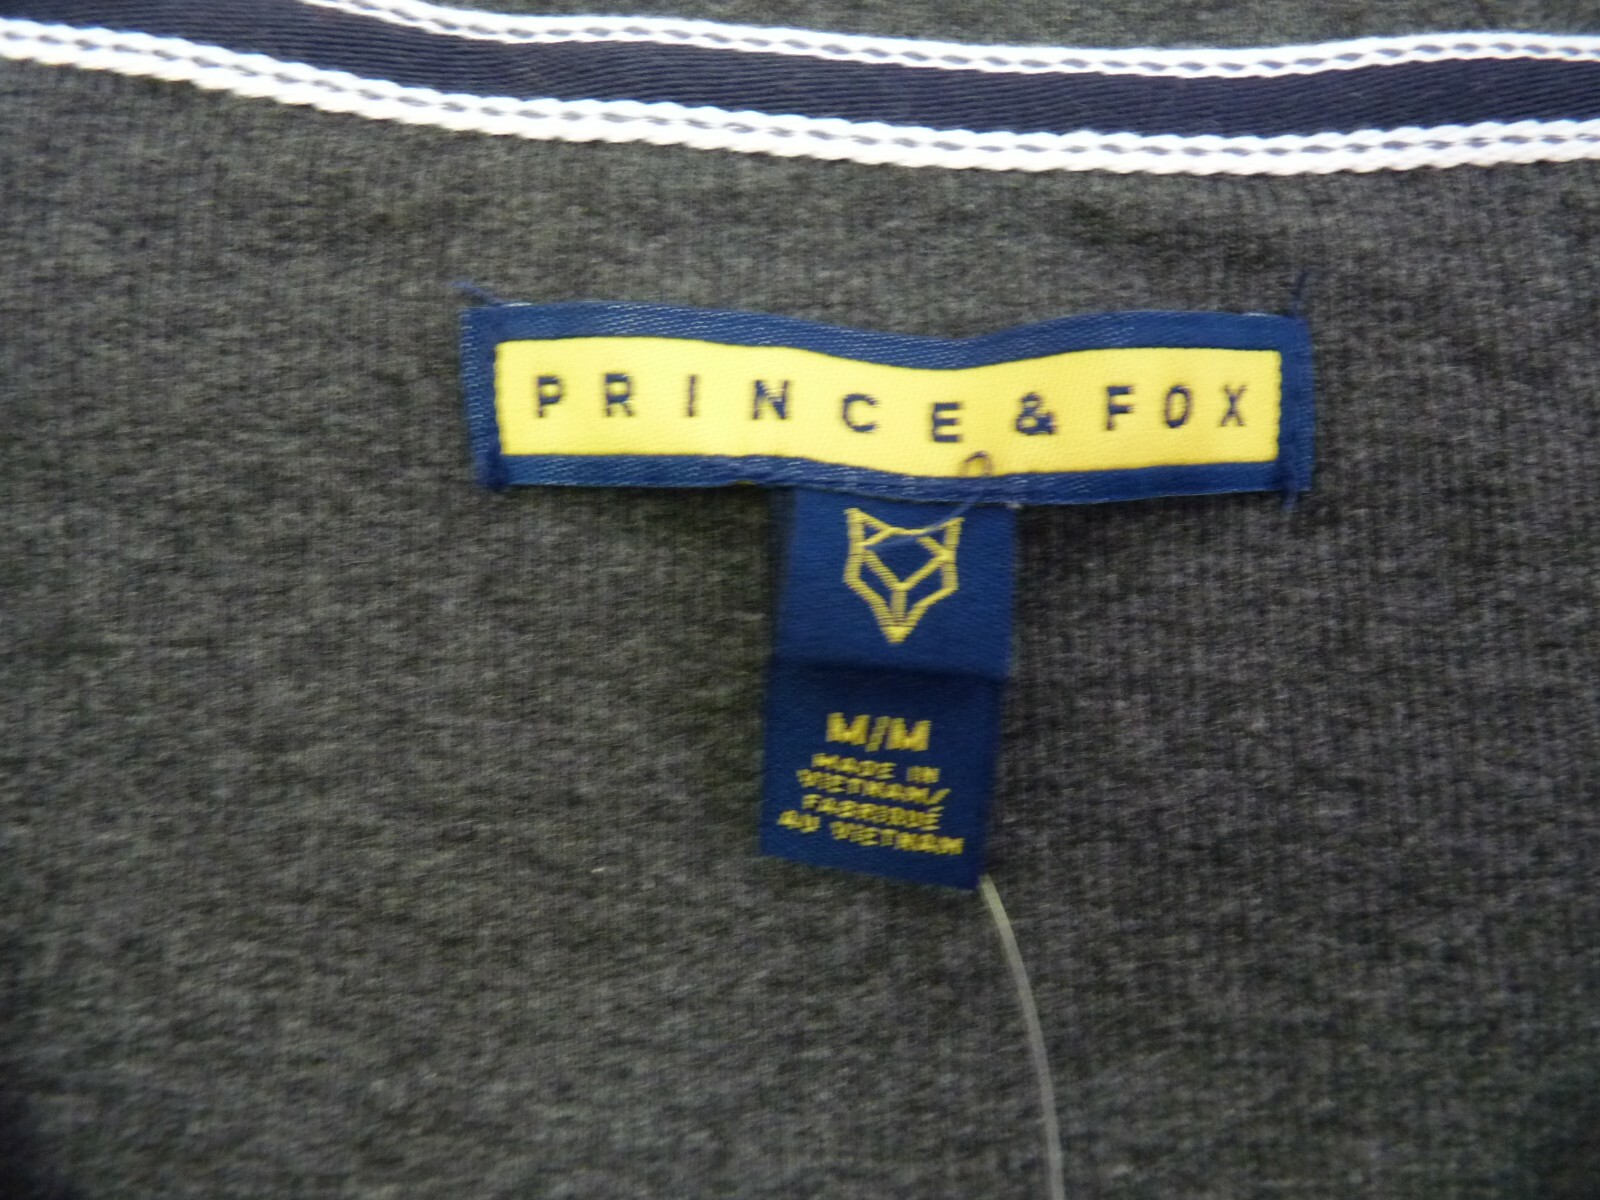 PRINCE & FOX
M/M
MADE IN
VIETNAM/
FABRIQUÉ
AU VIETNAM